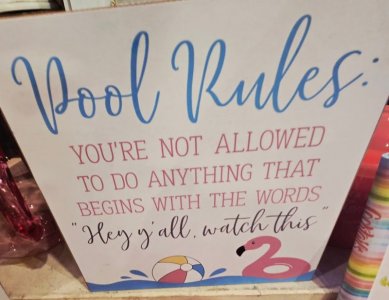 Pool Rules:
YOU'RE NOT ALLOWED
TO DO ANYTHING THAT
BEGINS WITH THE WORDS
"Hey y'all, watch this"